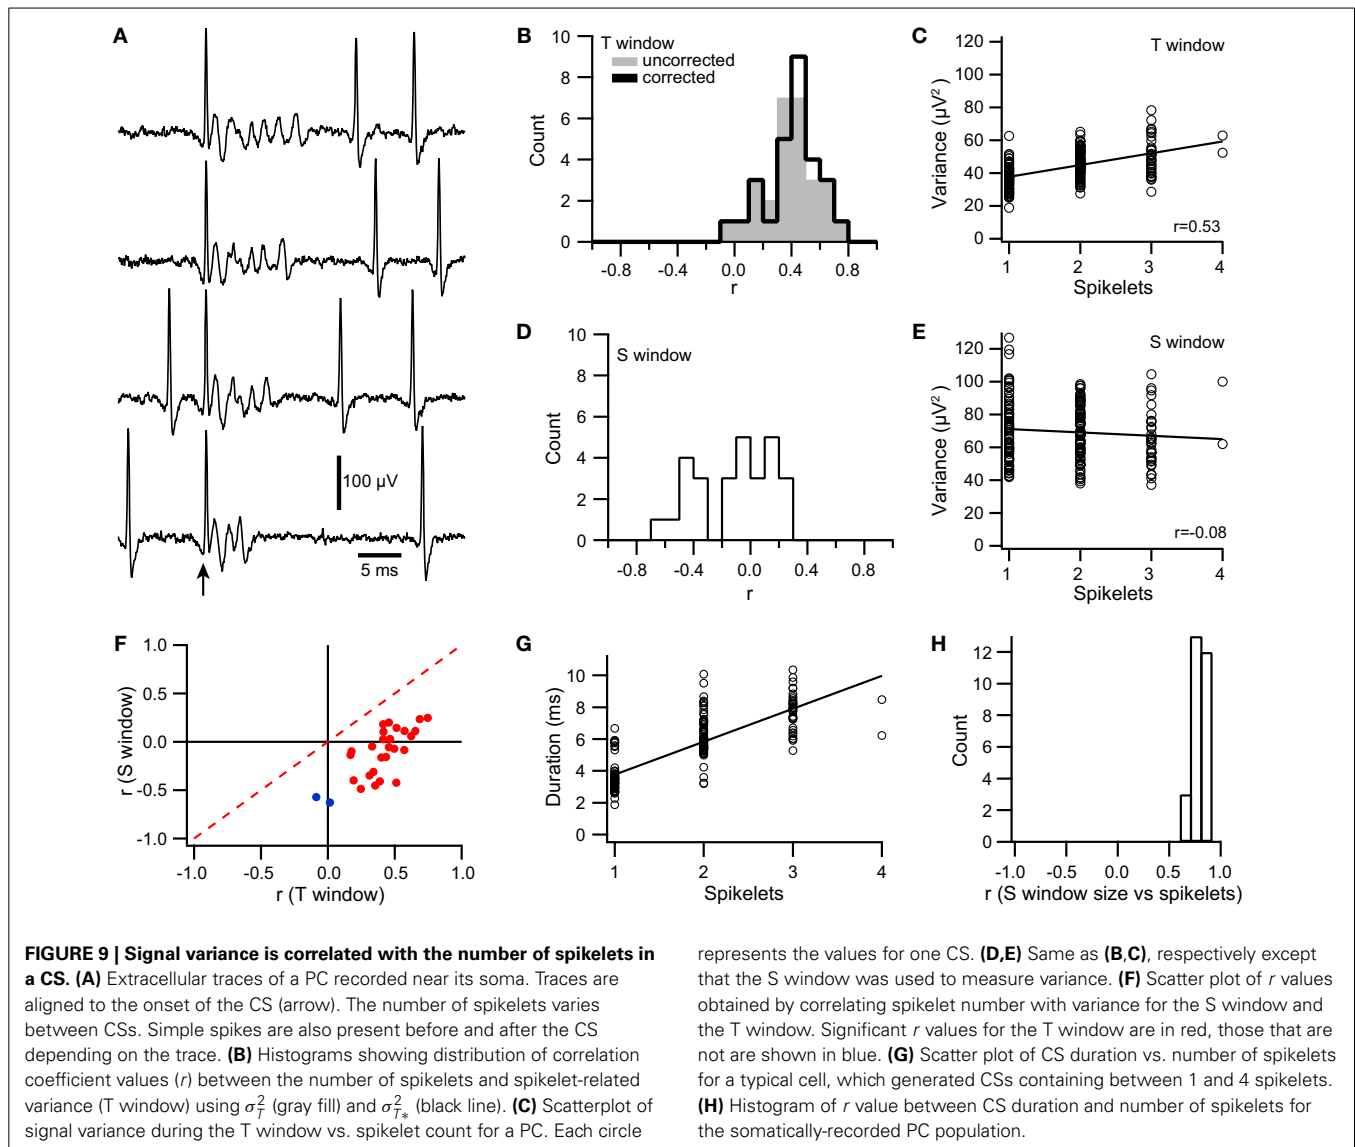 A
100 µV
5 ms
B
T window
uncorrected
corrected
10
8
6
4
2
0
Count
-0.8 -0.4 0.0 0.4 0.8
r
C
T window
120
100
80
60
40
20
0
Variance (µV²)
r=0.53
1 2 3 4
Spikelets
D
S window
10
8
6
4
2
0
Count
-0.8 -0.4 0.0 0.4 0.8
r
E
S window
120
100
80
60
40
20
0
Variance (µV²)
r=-0.08
1 2 3 4
Spikelets
F
1.0
0.5
0.0
-0.5
-1.0
r (S window)
-1.0 -0.5 0.0 0.5 1.0
r (T window)
G
10
8
6
4
2
0
Duration (ms)
1 2 3 4
Spikelets
H
12
10
8
6
4
2
0
Count
-1.0 -0.5 0.0 0.5 1.0
r (S window size vs spikelets)
FIGURE 9 | Signal variance is correlated with the number of spikelets in
a CS. (A) Extracellular traces of a PC recorded near its soma. Traces are
aligned to the onset of the CS (arrow). The number of spikelets varies
between CSs. Simple spikes are also present before and after the CS
depending on the trace. (B) Histograms showing distribution of correlation
coefficient values (r) between the number of spikelets and spikelet-related
variance (T window) using σ²_T (gray fill) and σ²_T* (black line). (C) Scatterplot of
signal variance during the T window vs. spikelet count for a PC. Each circle
represents the values for one CS. (D,E) Same as (B,C), respectively except
that the S window was used to measure variance. (F) Scatter plot of r values
obtained by correlating spikelet number with variance for the S window and
the T window. Significant r values for the T window are in red, those that are
not are shown in blue. (G) Scatter plot of CS duration vs. number of spikelets
for a typical cell, which generated CSs containing between 1 and 4 spikelets.
(H) Histogram of r value between CS duration and number of spikelets for
the somatically-recorded PC population.